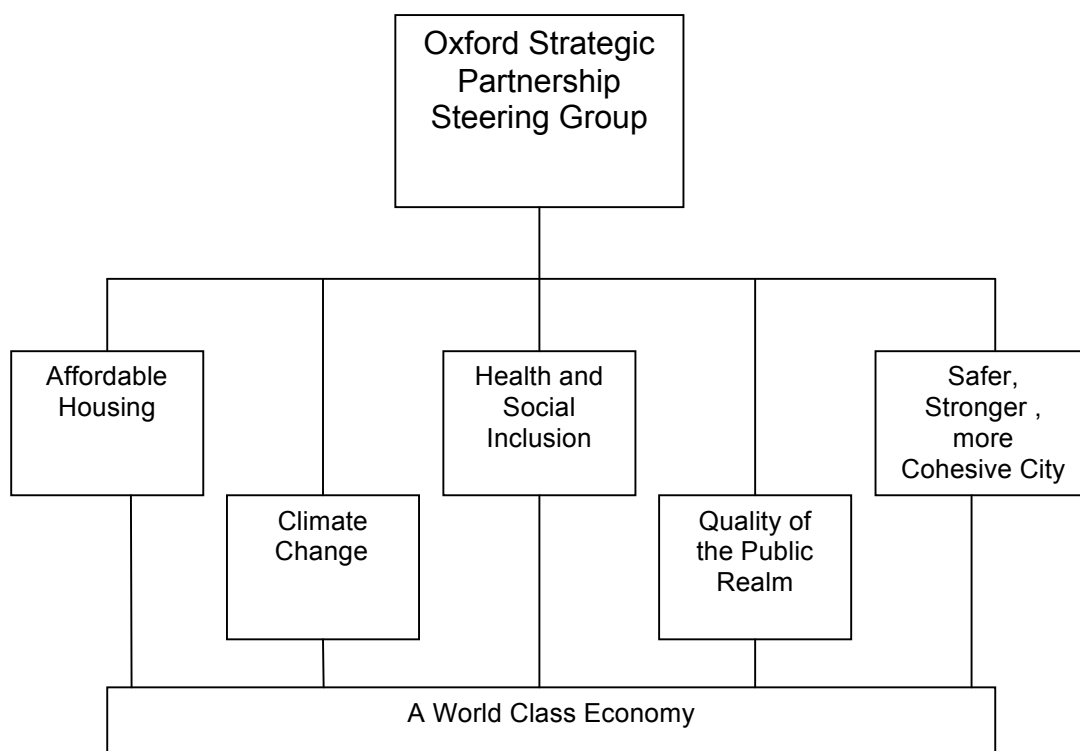 Oxford Strategic
Partnership
Steering Group
Affordable
Housing
Health and
Social
Inclusion
Safer,
Stronger ,
more
Cohesive City
Climate
Change
Quality of
the Public
Realm
A World Class Economy